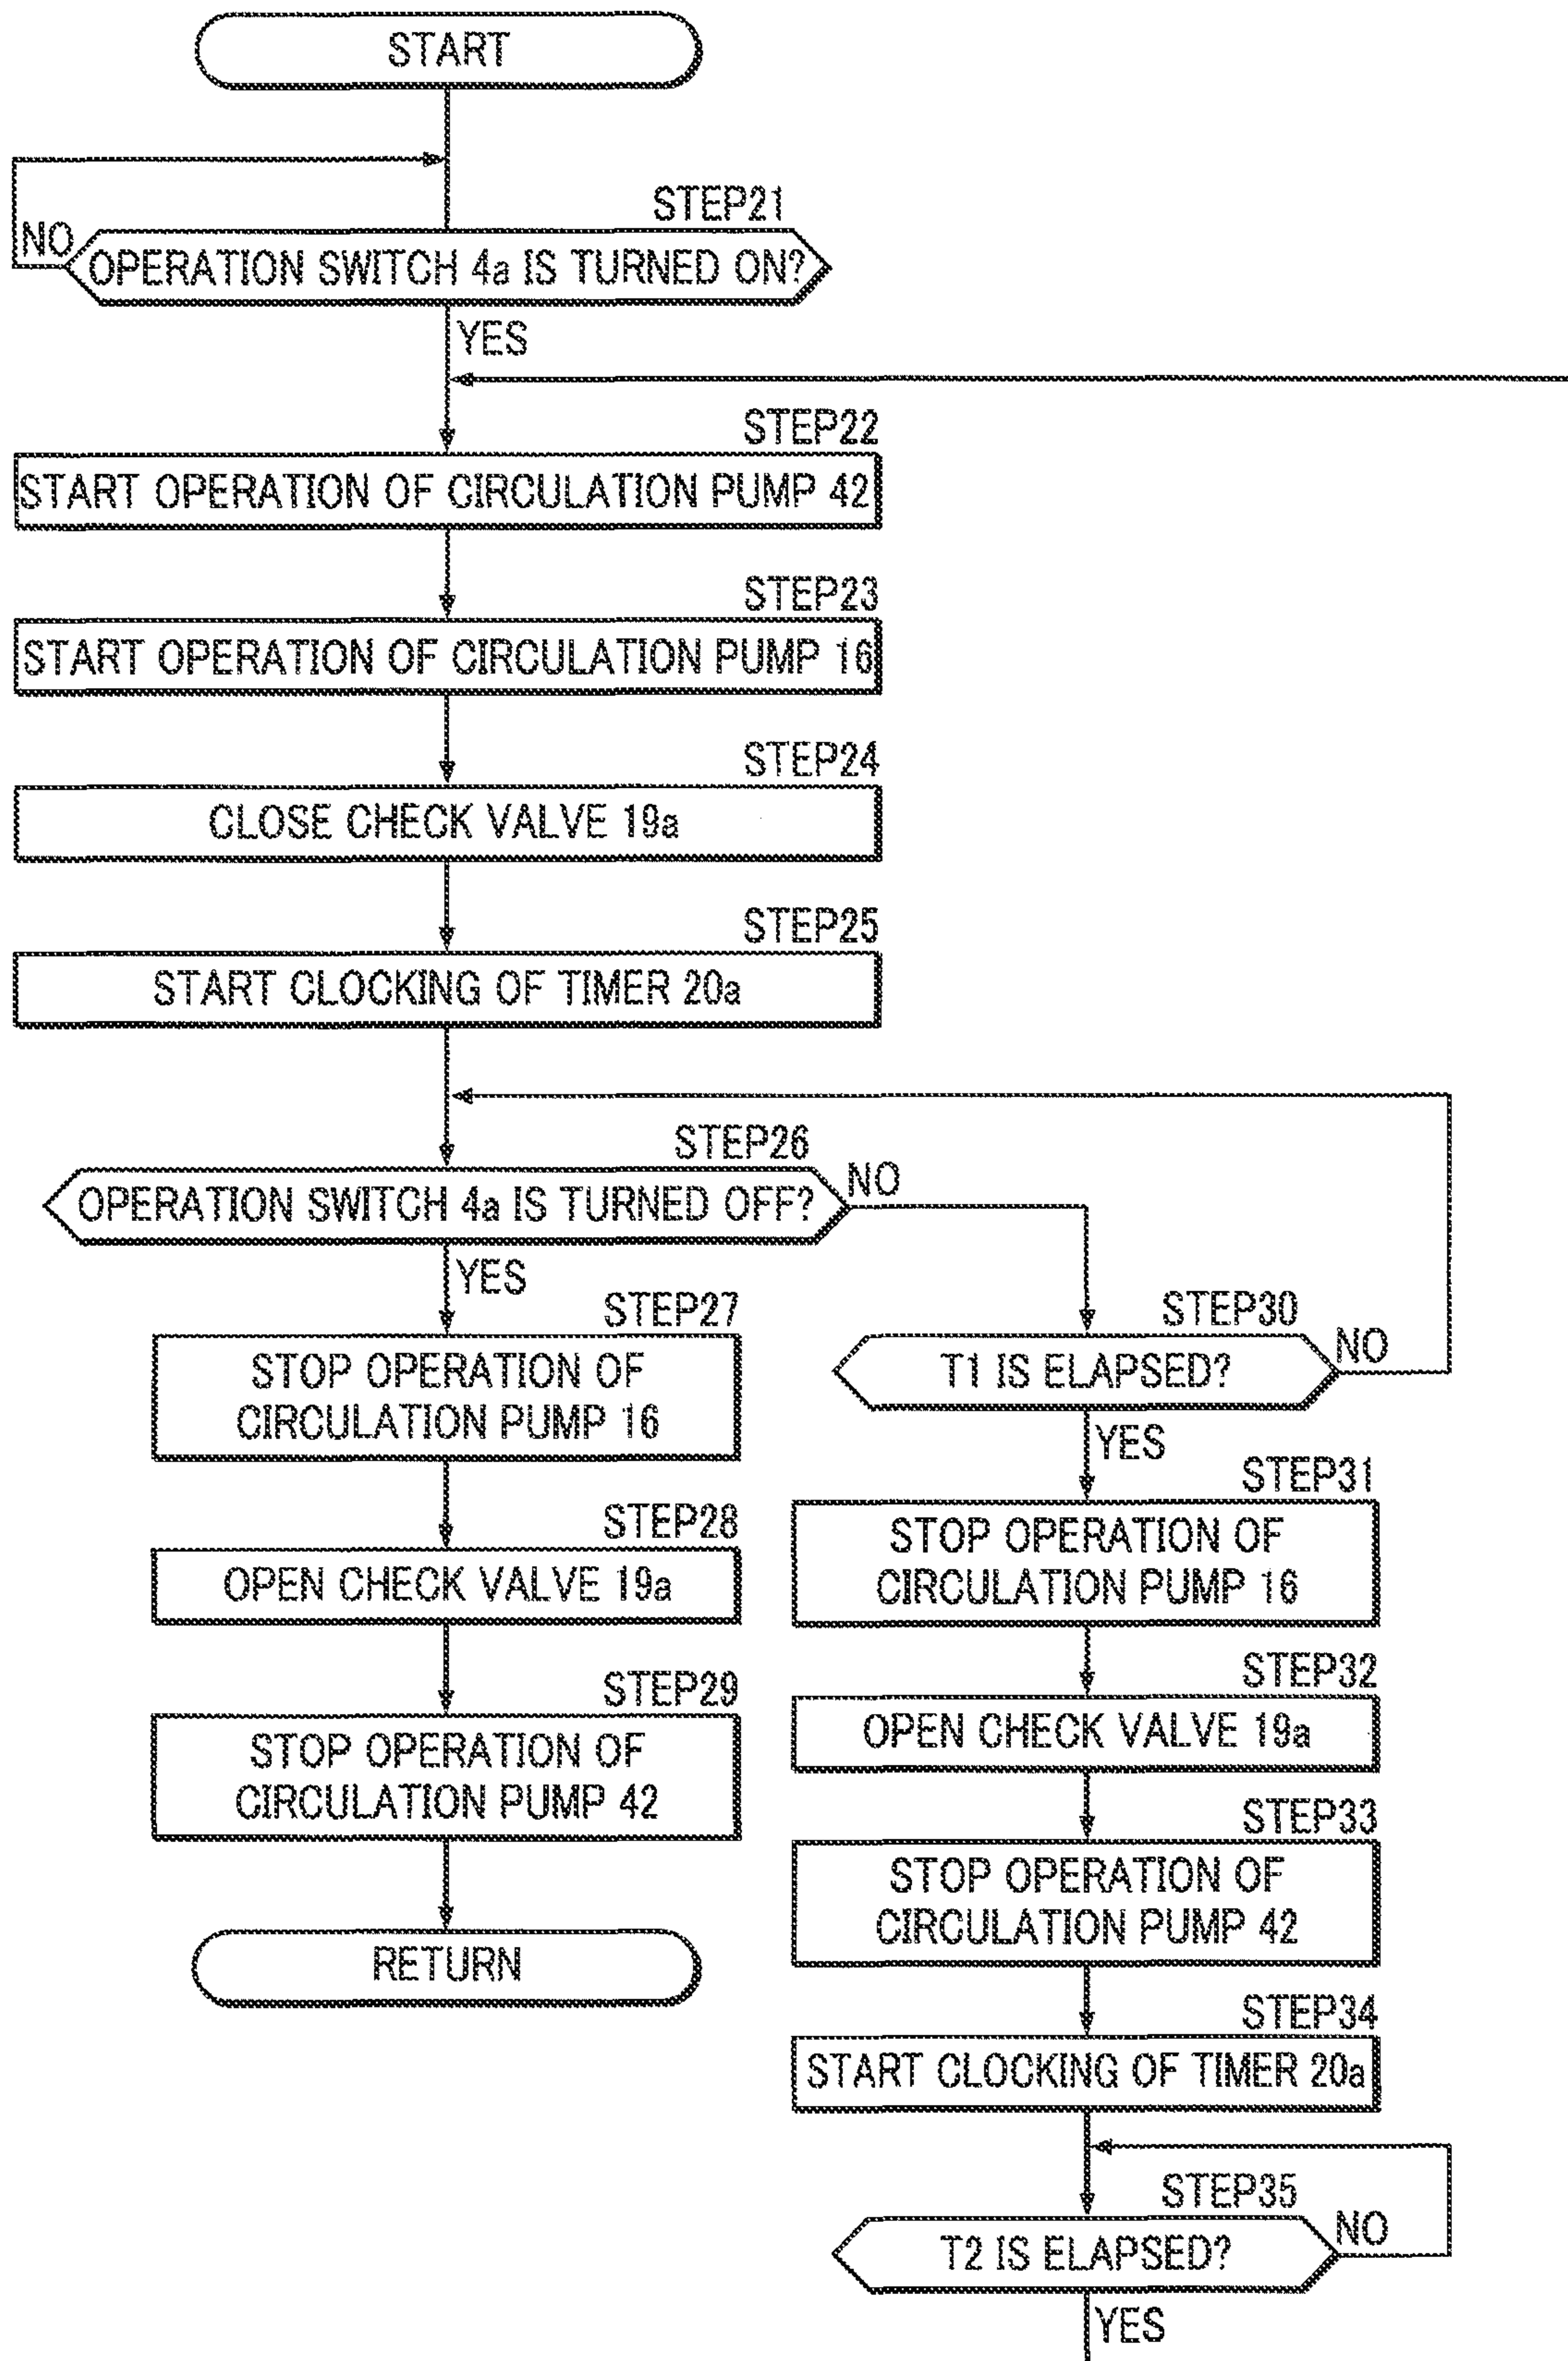 START
STEP21
NO
OPERATION SWITCH 4a IS TURNED ON?
YES
STEP22
START OPERATION OF CIRCULATION PUMP 42
STEP23
START OPERATION OF CIRCULATION PUMP 16
STEP24
CLOSE CHECK VALVE 19a
STEP25
START CLOCKING OF TIMER 20a
STEP26
OPERATION SWITCH 4a IS TURNED OFF?
NO
YES
STEP27
STOP OPERATION OF
CIRCULATION PUMP 16
STEP28
OPEN CHECK VALVE 19a
STEP29
STOP OPERATION OF
CIRCULATION PUMP 42
RETURN
STEP30
T1 IS ELAPSED?
NO
YES
STEP31
STOP OPERATION OF
CIRCULATION PUMP 16
STEP32
OPEN CHECK VALVE 19a
STEP33
STOP OPERATION OF
CIRCULATION PUMP 42
STEP34
START CLOCKING OF TIMER 20a
STEP35
T2 IS ELAPSED?
NO
YES